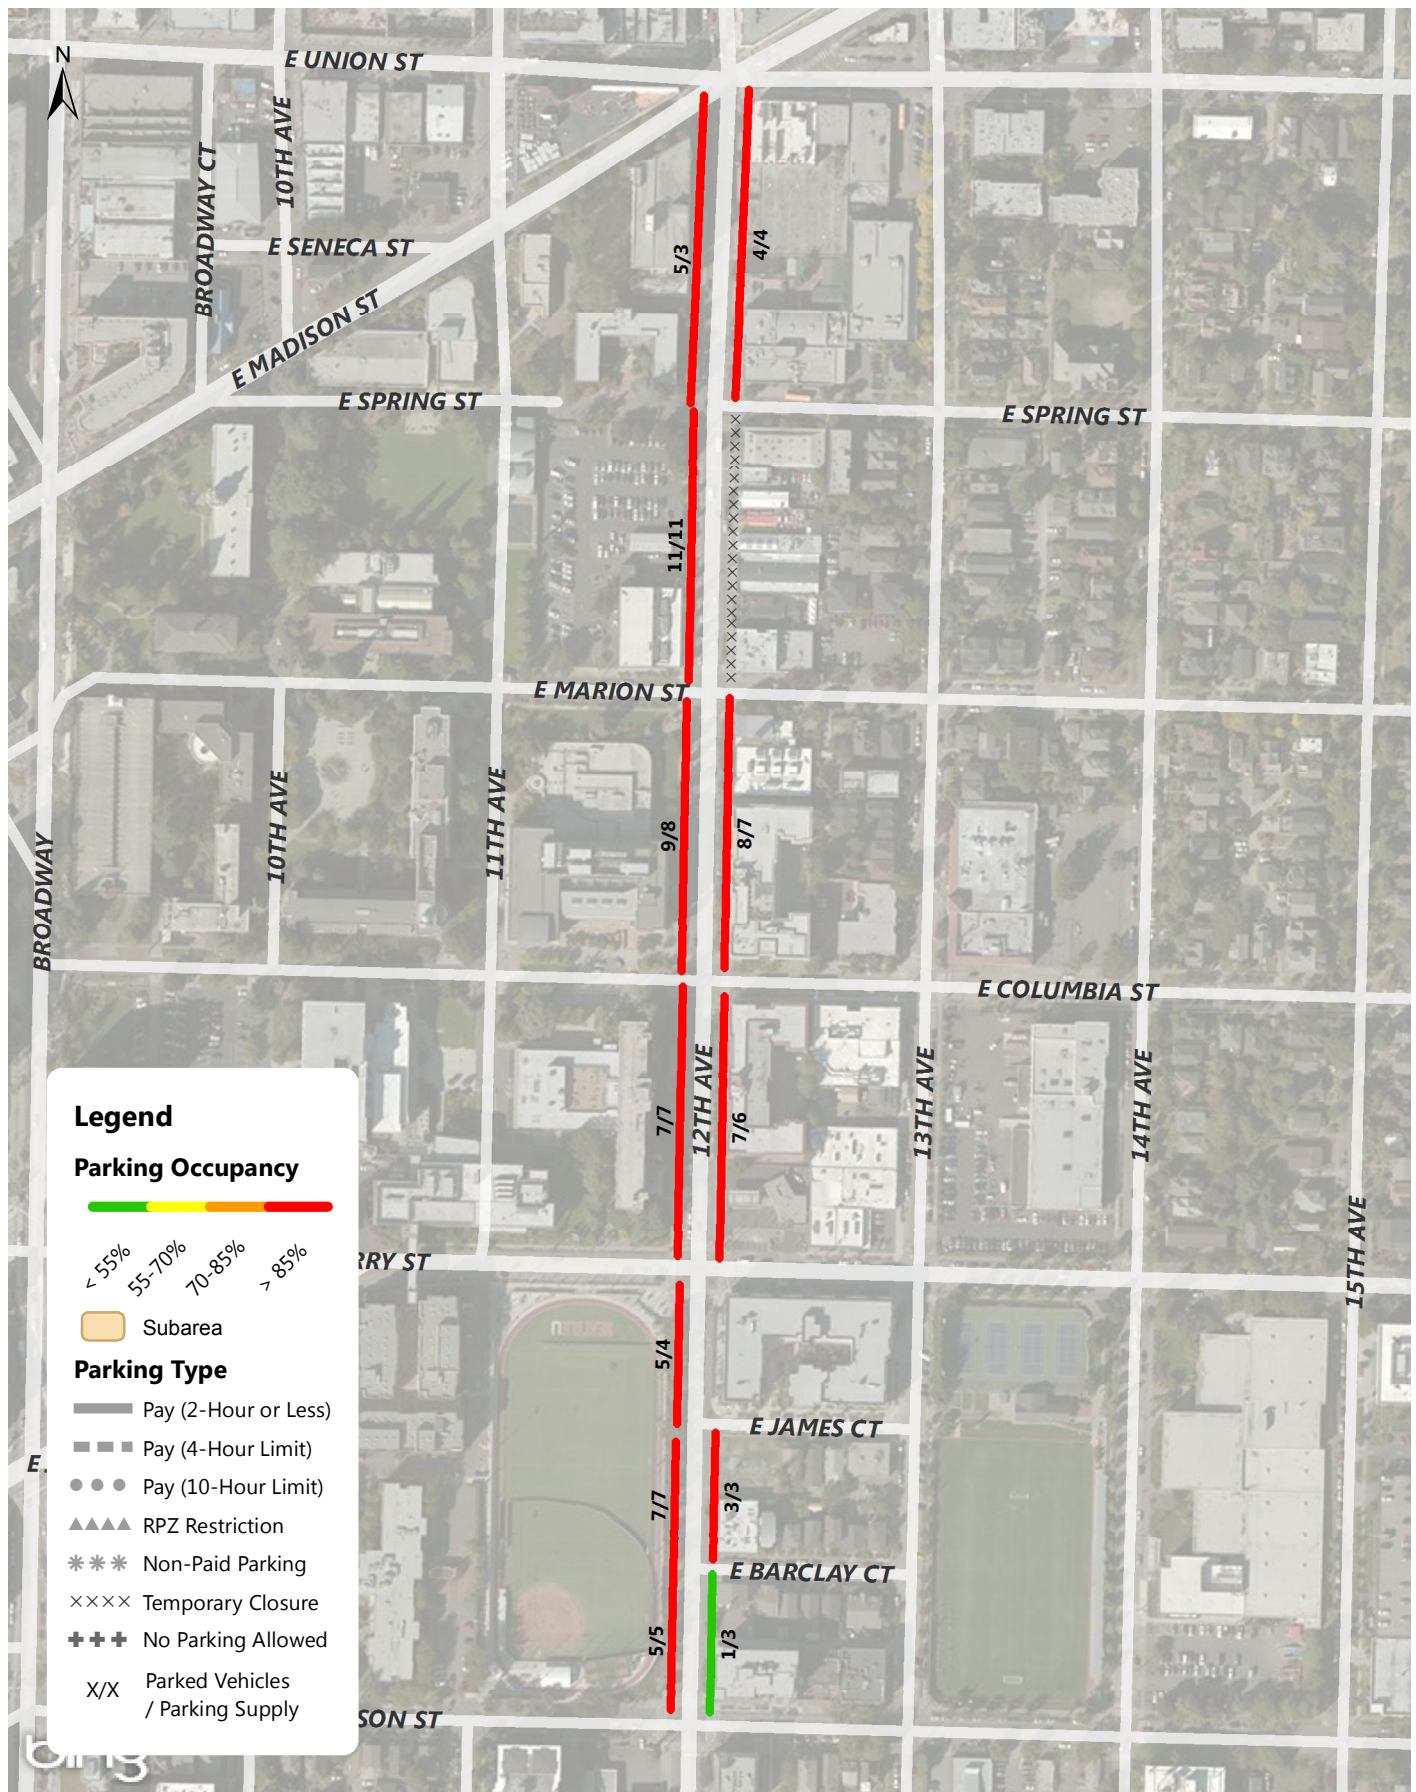 N
E UNION ST
10TH AVE
BROADWAY CT
E SENECA ST
E MADISON ST
E SPRING ST
E SPRING ST
5/3
4/4
11/11
E MARION ST
10TH AVE
11TH AVE
BROADWAY
9/8
8/7
E COLUMBIA ST
12TH AVE
13TH AVE
14TH AVE
7/7
7/6
15TH AVE
RRY ST
5/4
E JAMES CT
7/7
3/3
E BARCLAY CT
5/5
1/3
SON ST
E
Legend
Parking Occupancy
< 55%
55-70%
70-85%
> 85%
Subarea
Parking Type
Pay (2-Hour or Less)
Pay (4-Hour Limit)
Pay (10-Hour Limit)
RPZ Restriction
Non-Paid Parking
Temporary Closure
No Parking Allowed
X/X Parked Vehicles
/ Parking Supply
bing